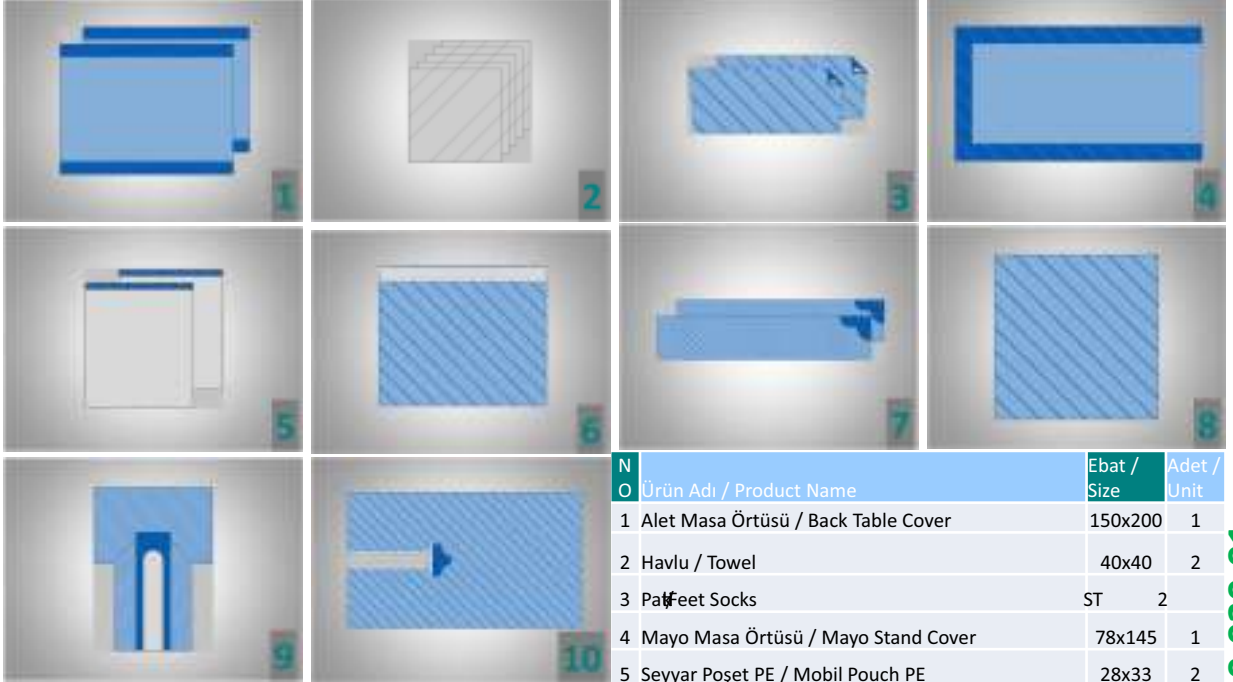 1
2
3
4
5
6
7
8
9
10
N O Ürün Adı / Product Name Ebat / Size Adet / Unit
1 Alet Masa Örtüsü / Back Table Cover 150x200 1
2 Havlu / Towel 40x40 2
3 Feet Socks ST 2
4 Mayo Masa Örtüsü / Mayo Stand Cover 78x145 1
5 Seyyar Poşet PE / Mobil Pouch PE 28x33 2